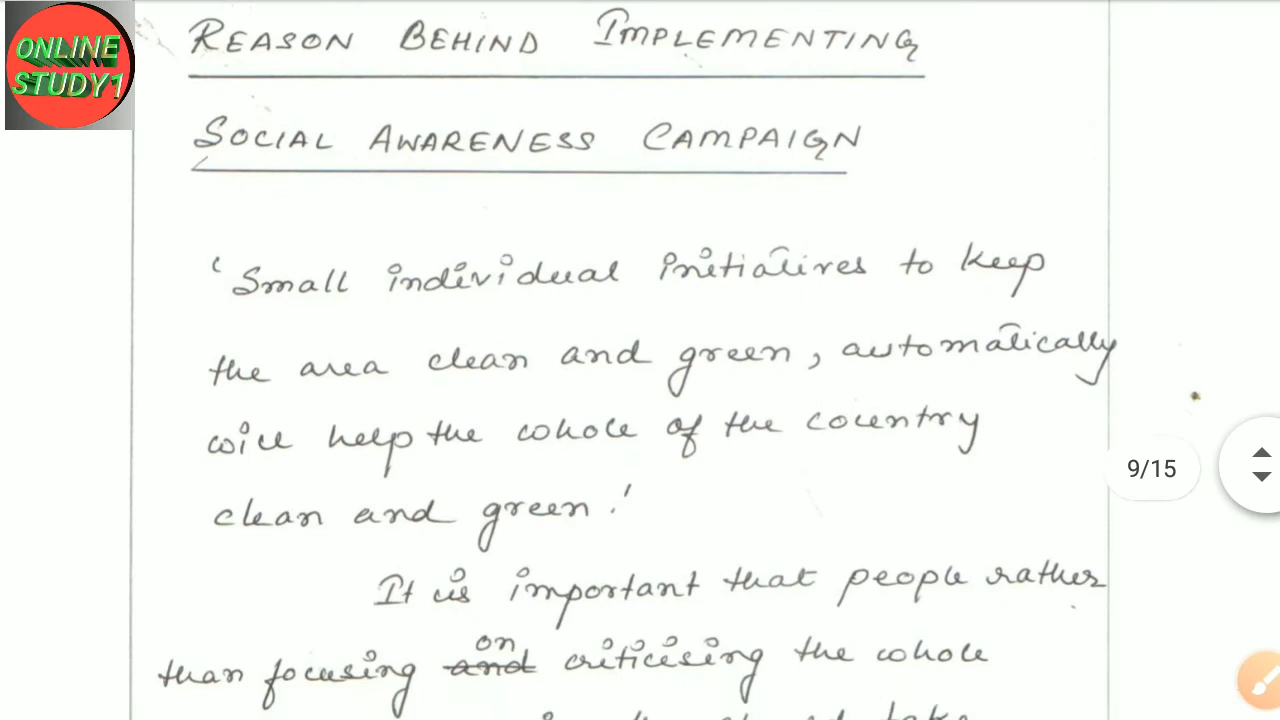 ONLINE
STUDY1
REASON BEHIND IMPLEMENTING
SOCIAL AWARENESS CAMPAIGN
'Small individual initiatives to keep
the area clean and green, automatically
will help the whole of the country
clean and green.'
9/15
It is important that people rather
on
than focusing and criticising the whole
take